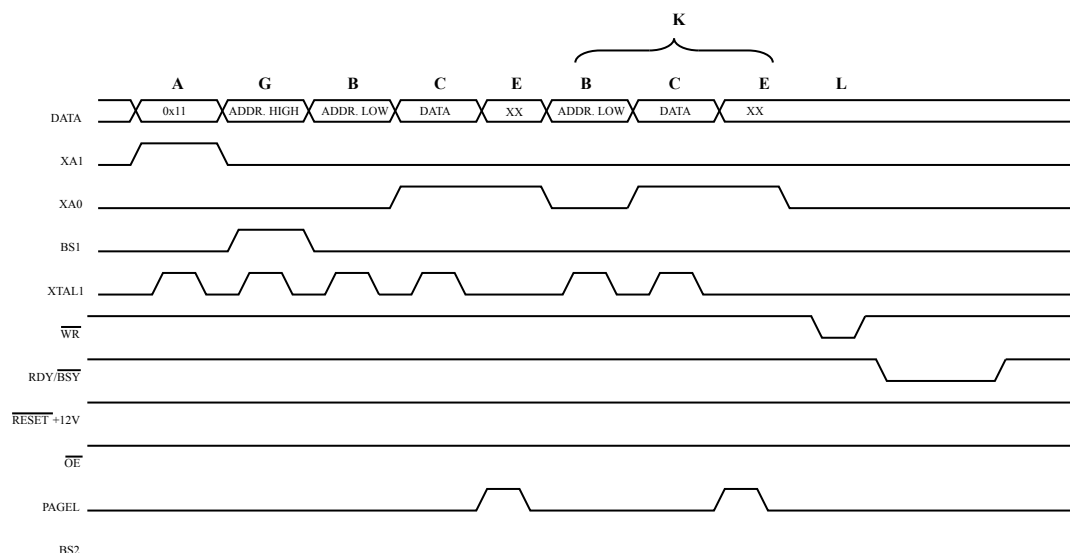 K
A G B C E B C E L
DATA 0x11 ADDR. HIGH ADDR. LOW DATA XX ADDR. LOW DATA XX
XA1
XA0
BS1
XTAL1
WR
RDY/BSY
RESET +12V
OE
PAGEL
BS2